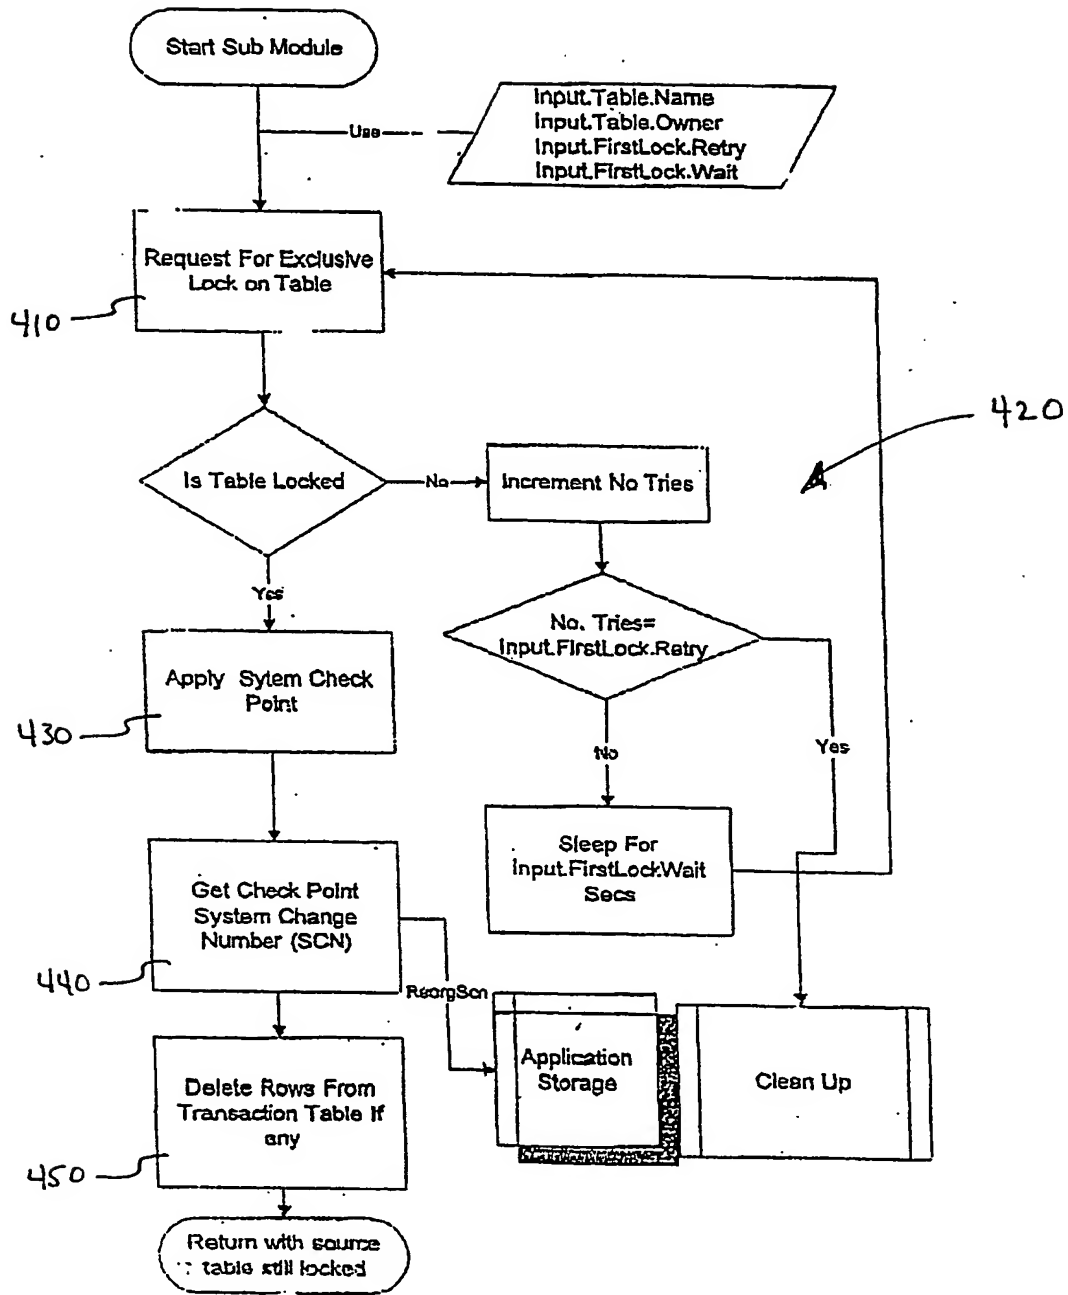 Start Sub Module
Input.Table.Name
Input.Table.Owner
Input.FirstLock.Retry
Input.FirstLock.Wait
Use
Request For Exclusive
Lock on Table
410
420
Is Table Locked
No
Increment No Tries
Yes
No. Tries=
Input.FirstLock.Retry
Apply Sytem Check
Point
430
No
Yes
Sleep For
Input.FirstLock.Wait
Secs
Get Check Point
System Change
Number (SCN)
440
ReorgScn
Application
Storage
Clean Up
Delete Rows From
Transaction Table If
any
450
Return with source
table still locked